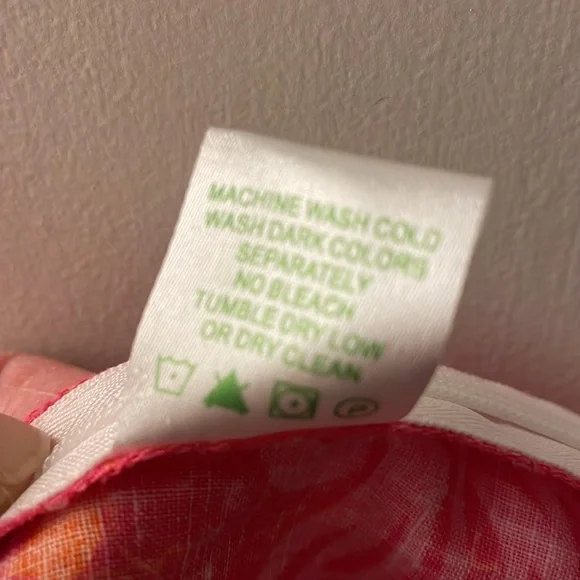 MACHINE WASH COLD
WASH DARK COLORS
SEPARATELY
NO BLEACH
TUMBLE DRY LOW
OR DRY CLEAN
P